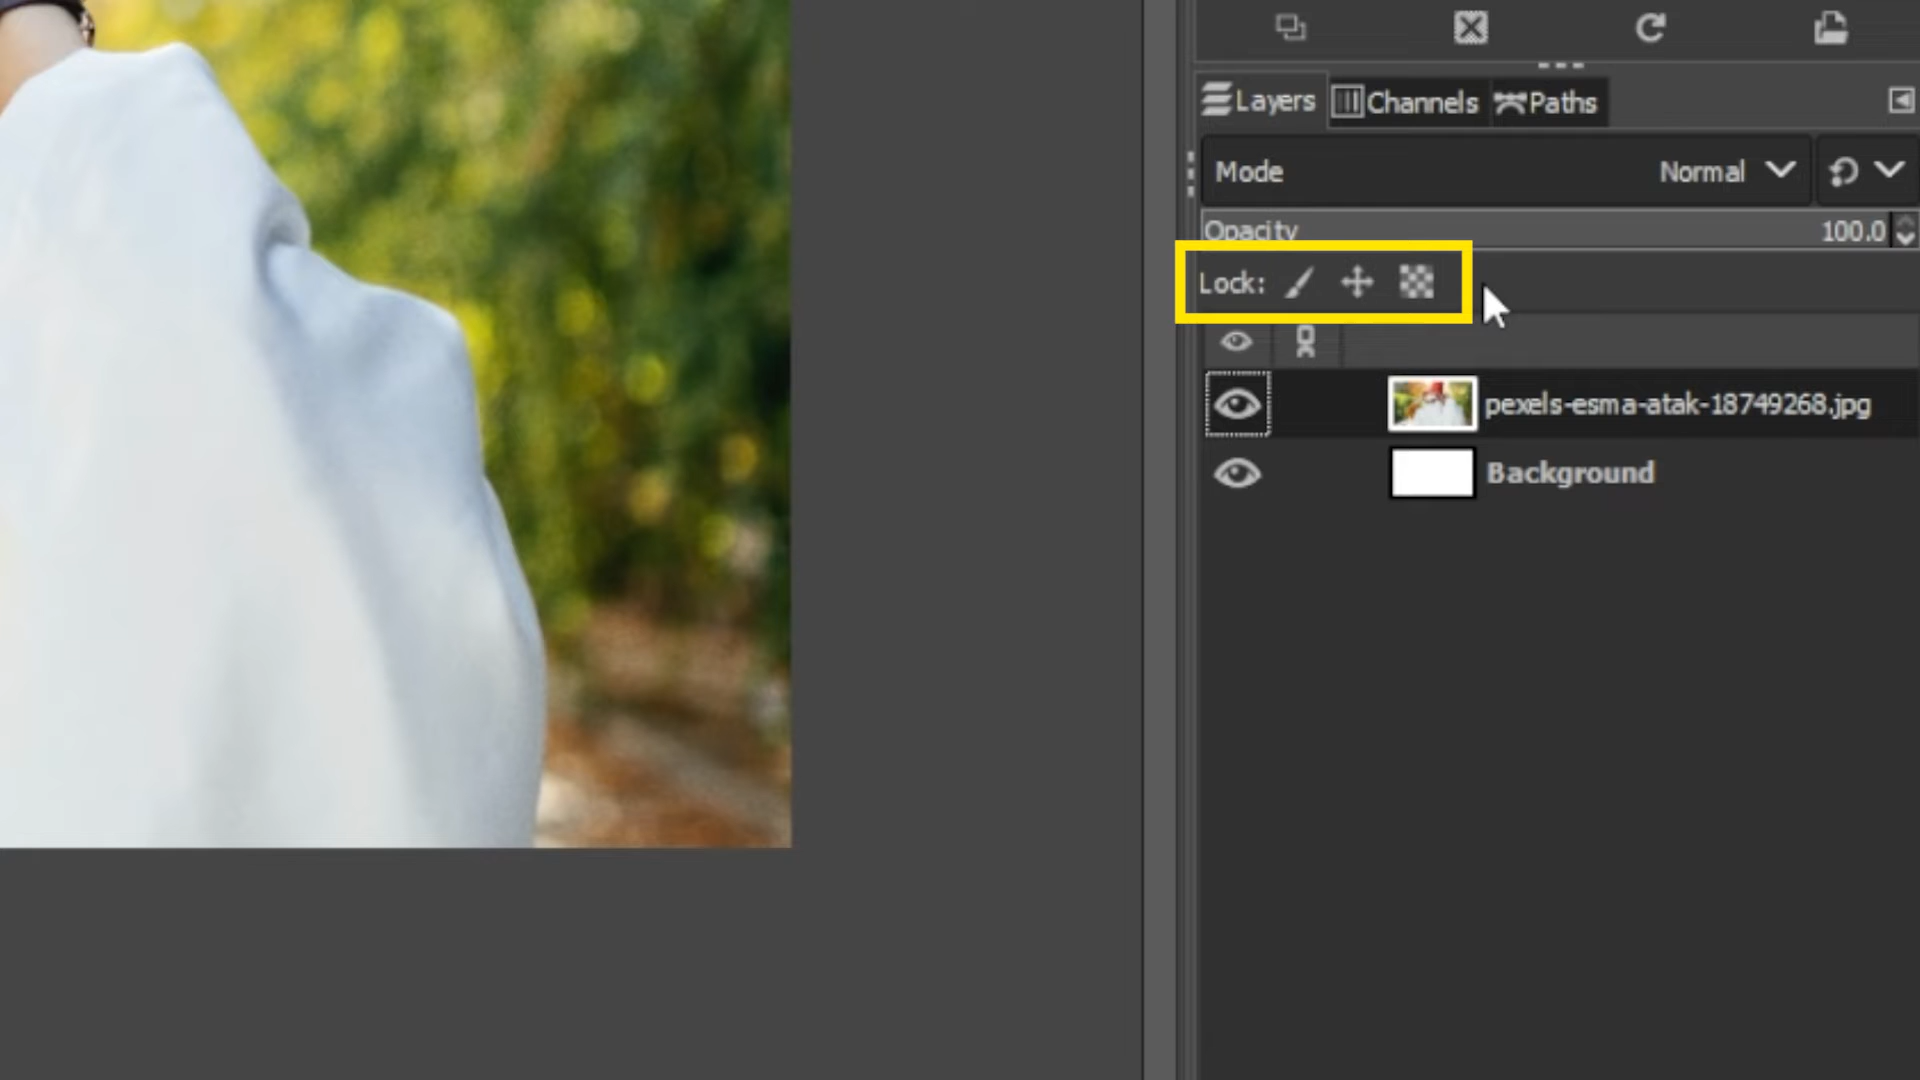 Layers Channels Paths
Mode Normal
Opacity 100.0
Lock:
pexels-esma-atak-18749268.jpg
Background